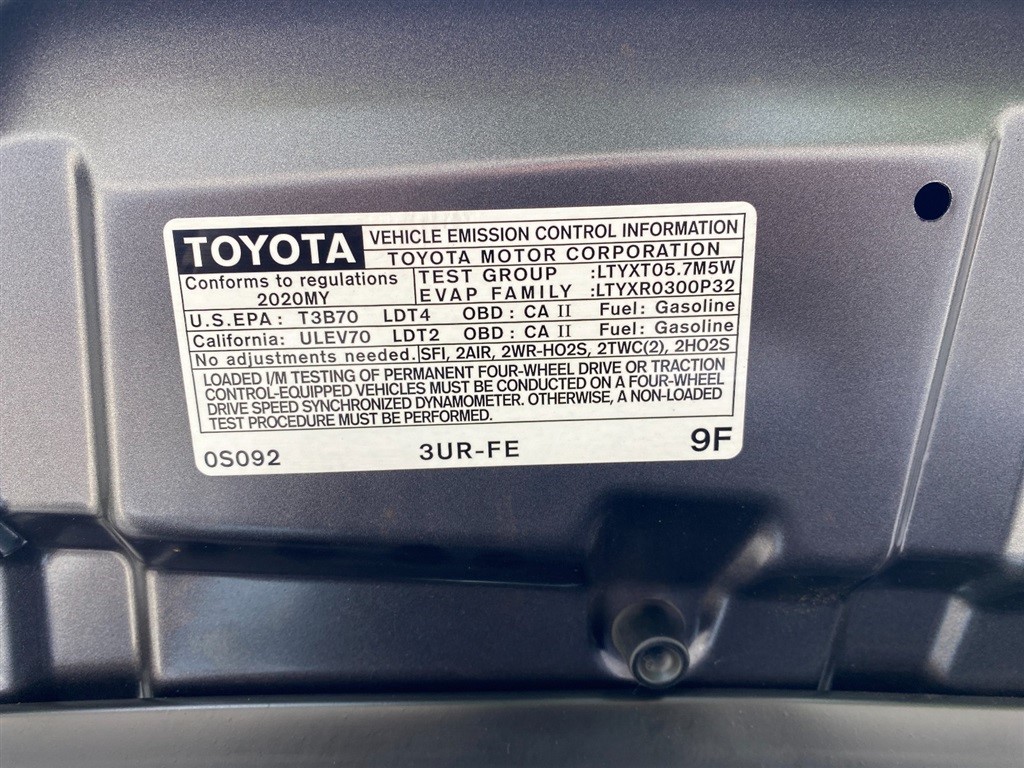 TOYOTA VEHICLE EMISSION CONTROL INFORMATION
TOYOTA MOTOR CORPORATION
Conforms to regulations
2020MY
TEST GROUP :LTYXT05.7M5W
EVAP FAMILY :LTYXR0300P32
U.S.EPA: T3B70 LDT4 OBD: CA II Fuel: Gasoline
California: ULEV70 LDT2 OBD: CA II Fuel: Gasoline
No adjustments needed. SFI, 2AIR, 2WR-HO2S, 2TWC(2), 2HO2S
LOADED I/M TESTING OF PERMANENT FOUR-WHEEL DRIVE OR TRACTION
CONTROL-EQUIPPED VEHICLES MUST BE CONDUCTED ON A FOUR-WHEEL
DRIVE SPEED SYNCHRONIZED DYNAMOMETER. OTHERWISE, A NON-LOADED
TEST PROCEDURE MUST BE PERFORMED.
0S092 3UR-FE 9F